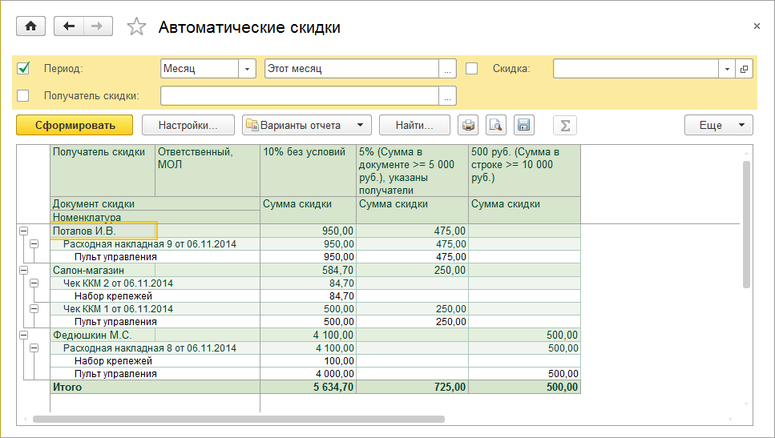 Автоматические скидки
Период: Месяц Этот месяц ... Скидка:
Получатель скидки: ...
Сформировать Настройки... Варианты отчета Найти... Σ Еще
Получатель скидки Ответственный, МОЛ 10% без условий 5% (Сумма в документе >= 5 000 руб.), указаны получатели 500 руб. (Сумма в строке >= 10 000 руб.)
Документ скидки Сумма скидки Сумма скидки Сумма скидки
Номенклатура
Потапов И.В. 950,00 475,00
Расходная накладная 9 от 06.11.2014 950,00 475,00
Пульт управления 950,00 475,00
Салон-магазин 584,70 250,00
Чек ККМ 2 от 06.11.2014 84,70
Набор крепежей 84,70
Чек ККМ 1 от 06.11.2014 500,00 250,00
Пульт управления 500,00 250,00
Федюшкин М.С. 4 100,00 500,00
Расходная накладная 8 от 06.11.2014 4 100,00 500,00
Набор крепежей 100,00
Пульт управления 4 000,00 500,00
Итого 5 634,70 725,00 500,00